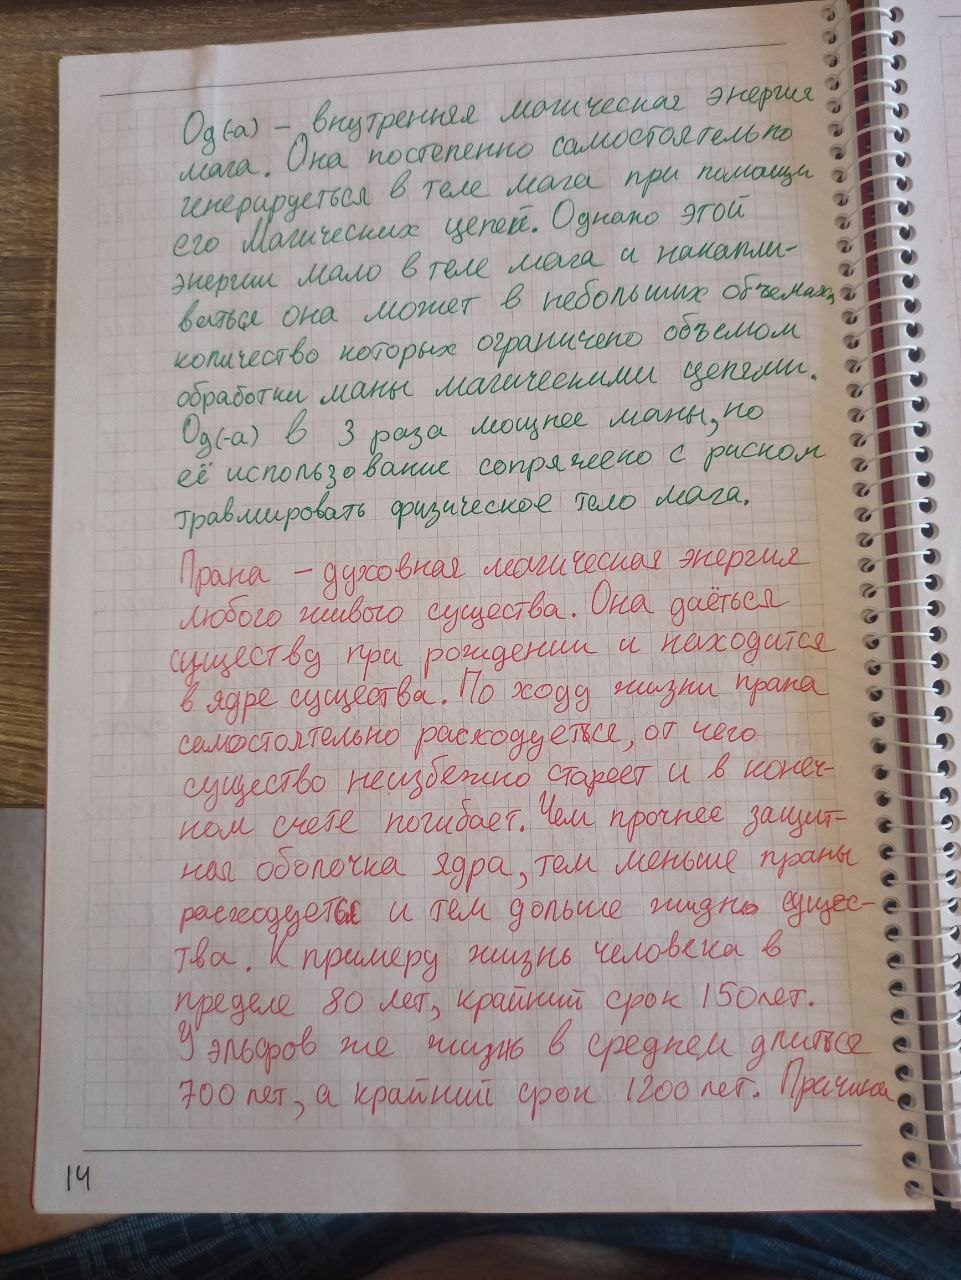 Од(-а) – внутренняя магическая энергия
мага. Она постепенно самостоятельно
генерируеться в теле мага при помощи
его Магических цепей. Однако этой
энергии мало в теле мага и накапли-
ваться она может в небольших объемах,
количество которых ограничено объемом
обработки маны магическими цепями.
Од(-а) в 3 раза мощнее маны, но
её использование сопряжено с риском
травмировать физическое тело мага.
Прана – духовная магическая энергия
любого живого существа. Она даёться
существу при рождении и находится
в ядре существа. По ходу жизни прана
самостоятельно расходуется, от чего
существо неизбежно стареет и в конеч-
ном счете погибает. Чем прочнее защит-
ная оболочка ядра, тем меньше праны
расходуется и тем дольше жизнь сущес-
тва. К примеру жизнь человека в
пределе 80 лет, крайний срок 150 лет.
У эльфров же жизнь в среднем длиться
700 лет, а крайний срок 1200 лет. Причина
14